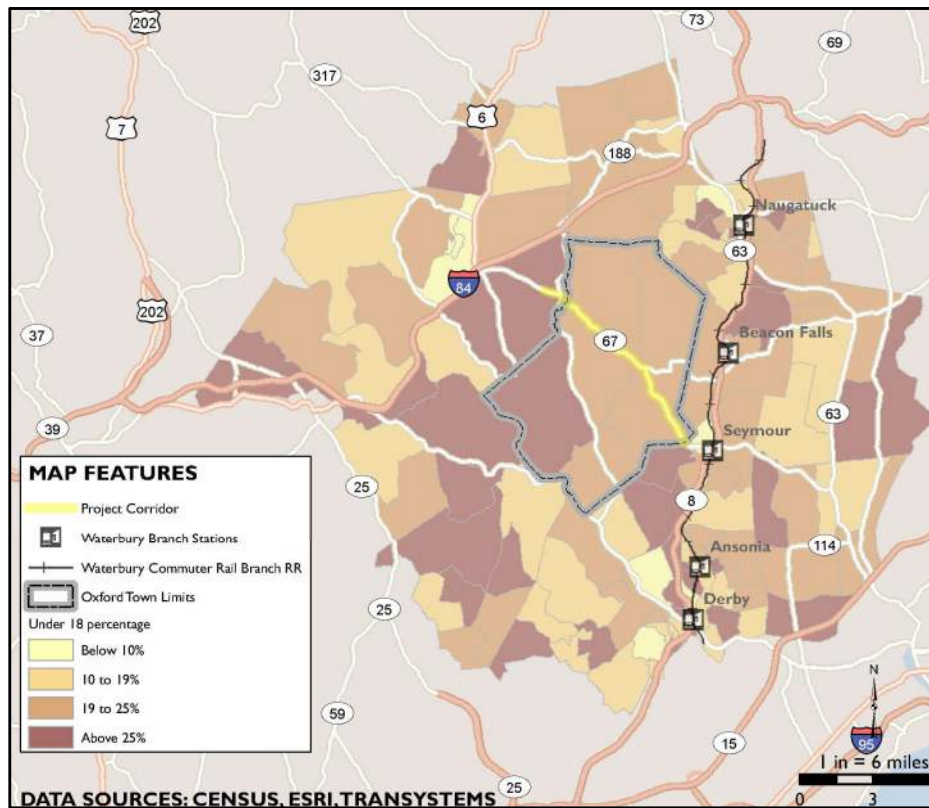 73
202
69
317
7
6
188
Naugatuck
63
84
202
67
37
Beacon Falls
63
39
Seymour
MAP FEATURES
Project Corridor
25
8
Waterbury Branch Stations
114
Waterbury Commuter Rail Branch RR
Ansonia
Oxford Town Limits
25
Derby
Under 18 percentage
Below 10%
10 to 19%
N
19 to 25%
59
Above 25%
15
95
1 in = 6 miles
25
0 3
DATA SOURCES: CENSUS, ESRI, TRANSYSTEMS